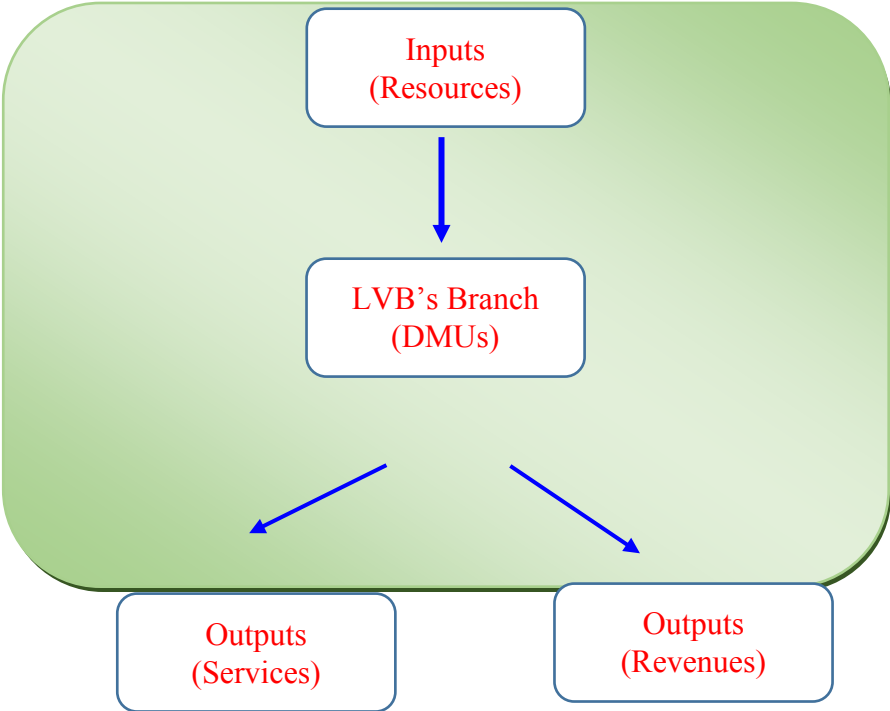 Inputs
(Resources)
LVB’s Branch
(DMUs)
Outputs
(Services)
Outputs
(Revenues)